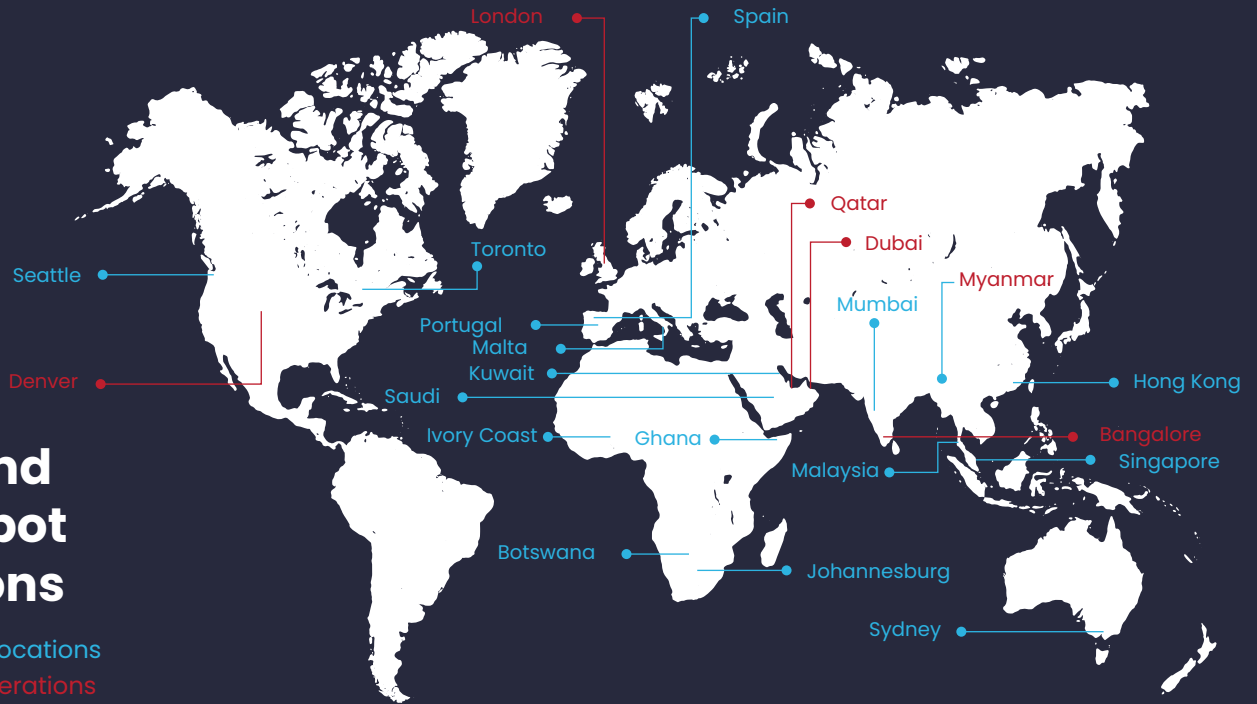 London
Spain
Qatar
Dubai
Toronto
Seattle
Myanmar
Mumbai
Portugal
Malta
Kuwait
Denver
Hong Kong
Saudi
Ivory Coast
Ghana
Bangalore
Singapore
Malaysia
nd
pot
ons
Botswana
Johannesburg
Sydney
ocations
erations